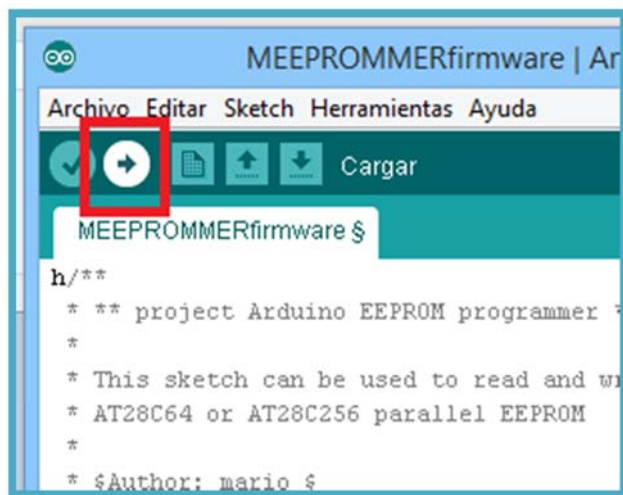 MEEPROMMERfirmware | Ar
Archivo Editar Sketch Herramientas Ayuda
Cargar
MEEPROMMERfirmware §
h/**
* ** project Arduino EEPROM programmer *
*
* This sketch can be used to read and wr
* AT28C64 or AT28C256 parallel EEPROM
*
* $Author: mario $